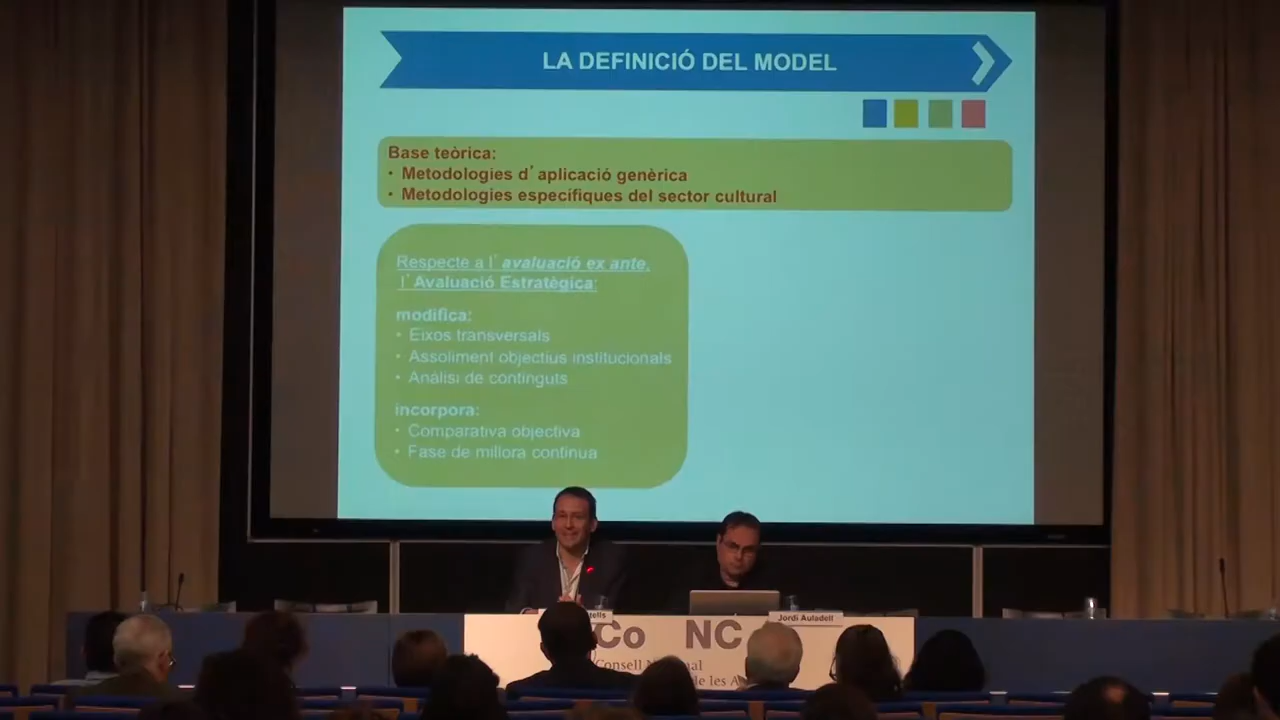 LA DEFINICIÓ DEL MODEL
Base teòrica:
• Metodologies d'aplicació genèrica
• Metodologies específiques del sector cultural
Respecte a l'avaluació ex ante,
l'Avaluació Estratègica:
modifica:
• Eixos transversals
• Assoliment objectius institucionals
• Anàlisi de continguts
incorpora:
• Comparativa objectiva
• Fase de millora contínua
Jordi Auladell
Co NC
Consell
de les